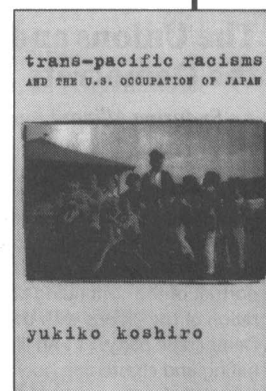 trans-pacific racisms
AND THE U.S. OCCUPATION OF JAPAN
yukiko koshiro